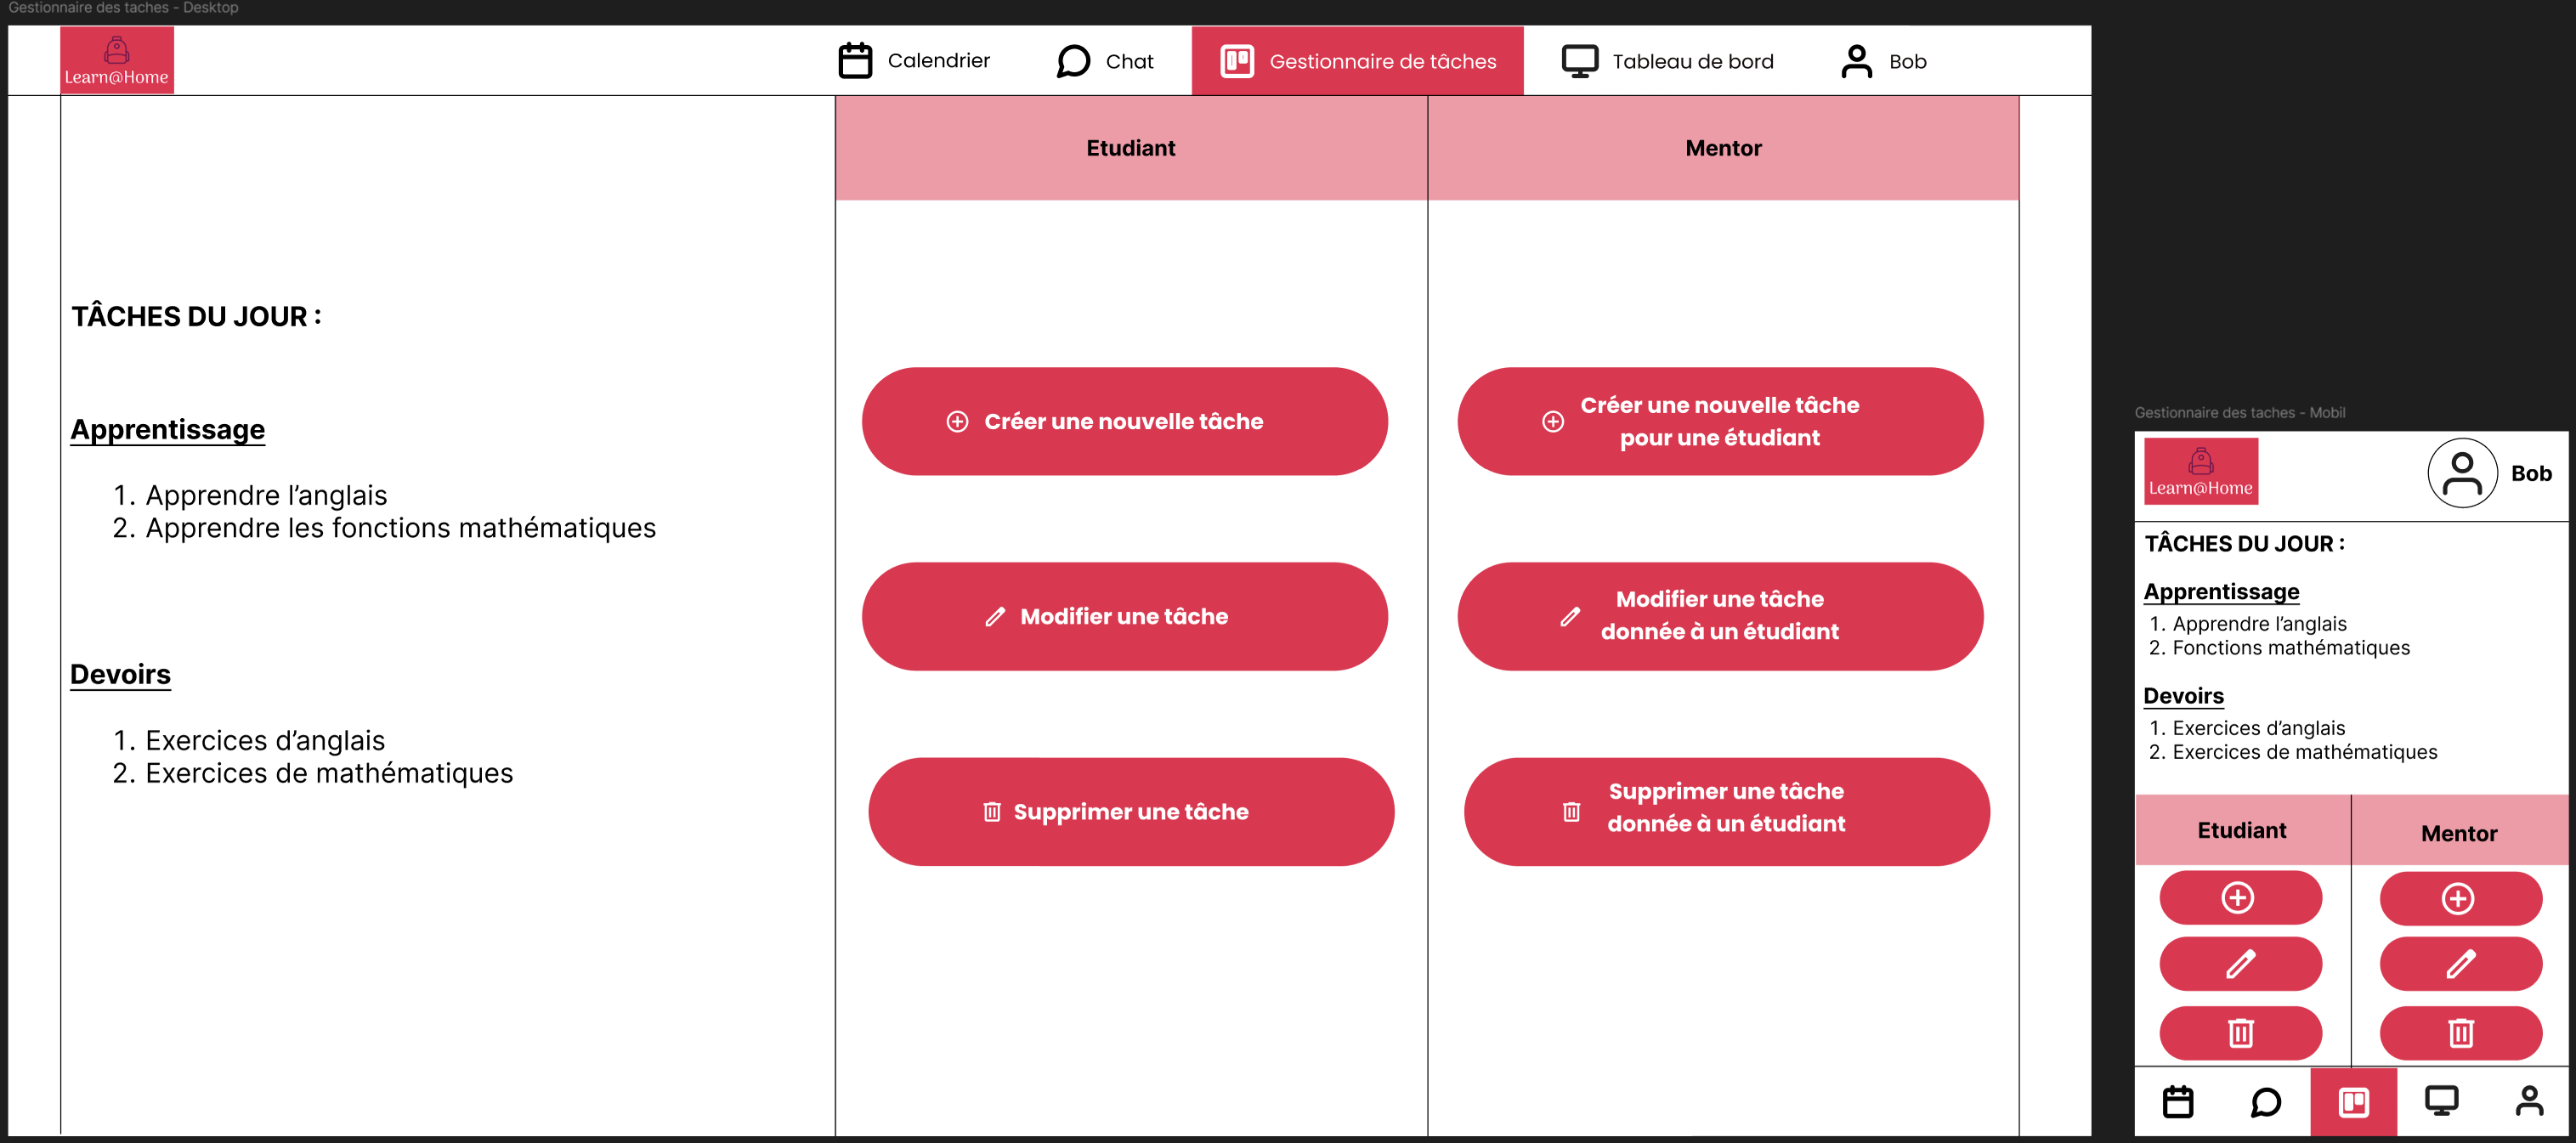 Gestionnaire des taches - Desktop
Learn@Home
Calendrier
Chat
Gestionnaire de tâches
Tableau de bord
Bob
Etudiant
Mentor
TÂCHES DU JOUR :
Apprentissage
1. Apprendre l’anglais
2. Apprendre les fonctions mathématiques
Devoirs
1. Exercices d’anglais
2. Exercices de mathématiques
Créer une nouvelle tâche
Modifier une tâche
Supprimer une tâche
Créer une nouvelle tâche
pour une étudiant
Modifier une tâche
donnée à un étudiant
Supprimer une tâche
donnée à un étudiant
Gestionnaire des taches - Mobil
Learn@Home
Bob
TÂCHES DU JOUR :
Apprentissage
1. Apprendre l’anglais
2. Fonctions mathématiques
Devoirs
1. Exercices d’anglais
2. Exercices de mathématiques
Etudiant
Mentor